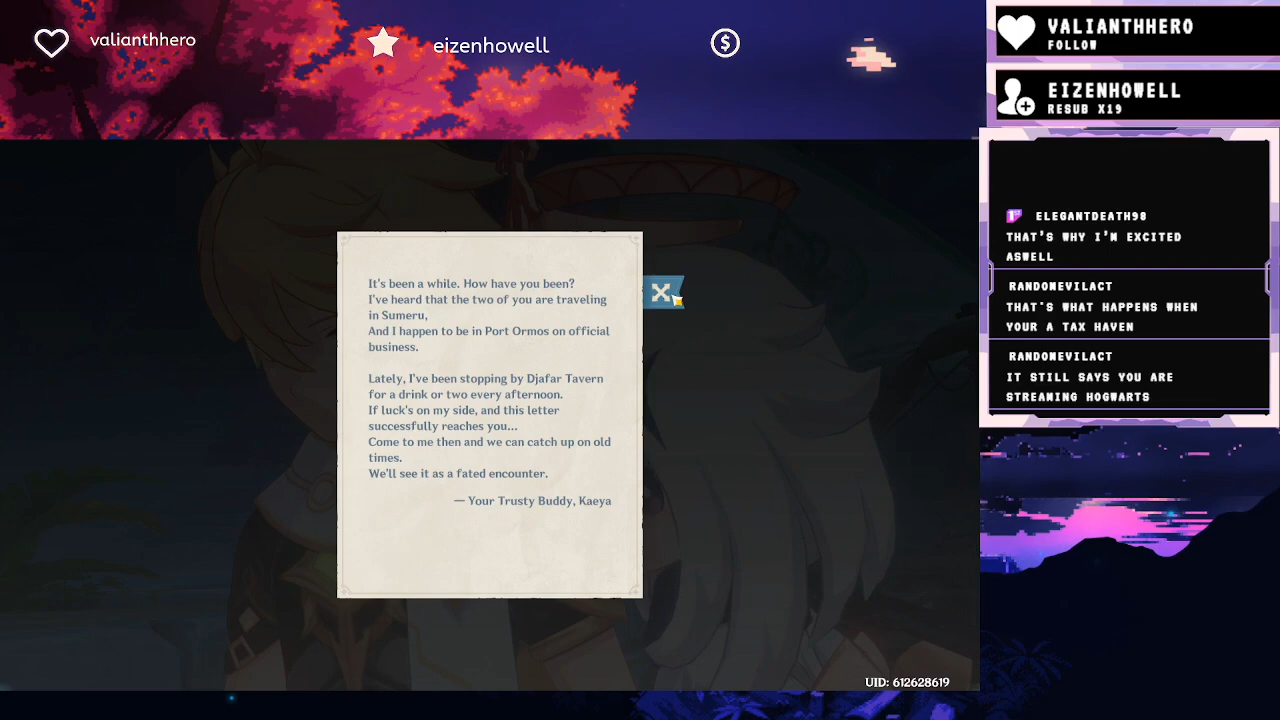 valianthhero
eizenhowell
VALIANTHHERO
FOLLOW
EIZENHOWELL
RESUB X19
ELEGANTDEATH98
THAT'S WHY I'M EXCITED
ASWELL
RANDONEVILACT
THAT'S WHAT HAPPENS WHEN
YOUR A TAX HAVEN
RANDONEVILACT
IT STILL SAYS YOU ARE
STREAMING HOGWARTS
It's been a while. How have you been?
I've heard that the two of you are traveling
in Sumeru,
And I happen to be in Port Ormos on official
business.
Lately, I've been stopping by Djafar Tavern
for a drink or two every afternoon.
If luck's on my side, and this letter
successfully reaches you...
Come to me then and we can catch up on old
times.
We'll see it as a fated encounter.
— Your Trusty Buddy, Kaeya
UID: 612628619